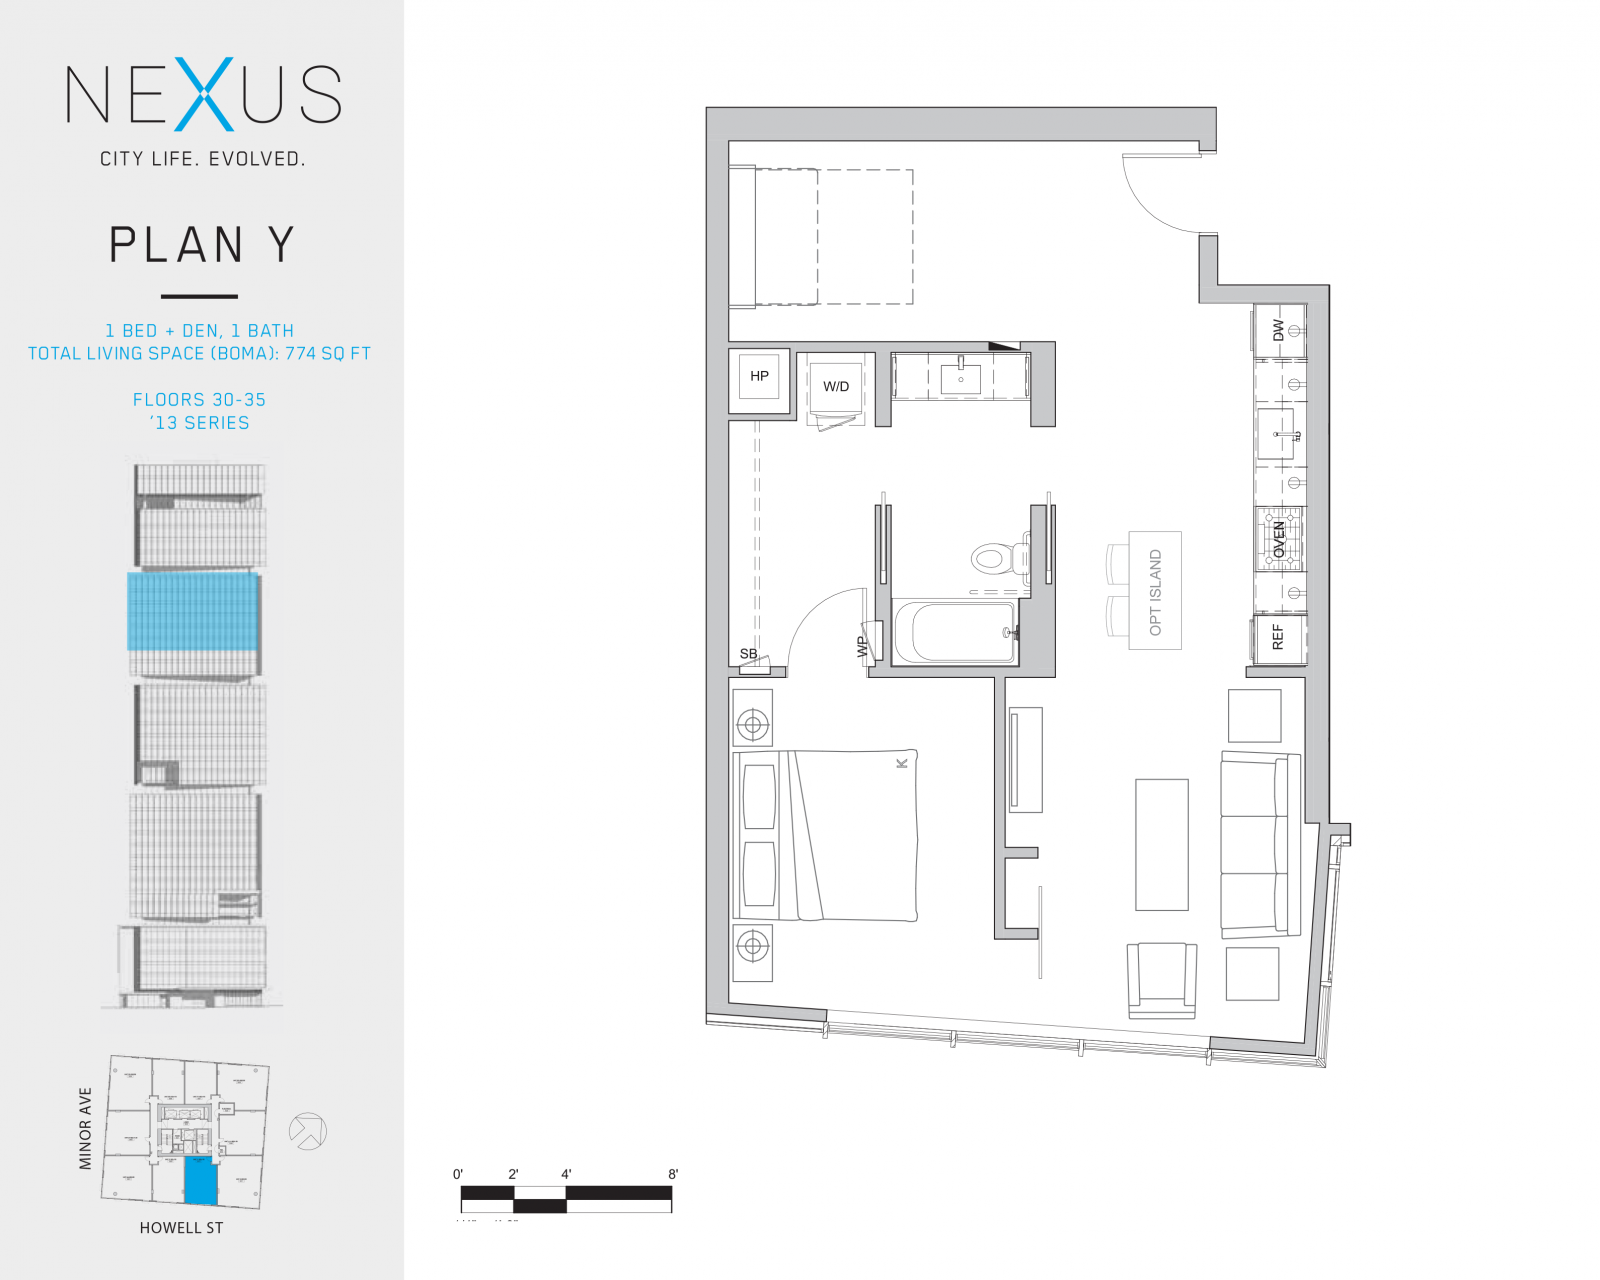 NEXUS
CITY LIFE. EVOLVED.
PLAN Y
1 BED + DEN, 1 BATH
TOTAL LIVING SPACE (BOMA): 774 SQ FT
FLOORS 30-35
'13 SERIES
MINOR AVE
HOWELL ST
HP
W/D
DW
OVEN
OPT ISLAND
REF
SB
WP
K
0' 2' 4' 8'